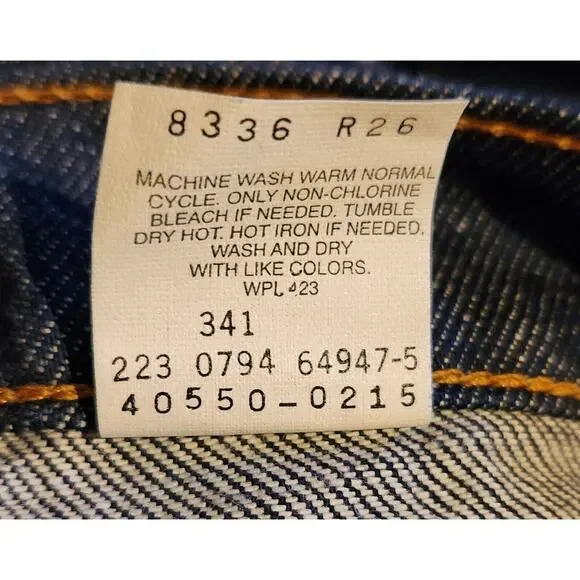 8336 R26
MACHINE WASH WARM NORMAL
CYCLE. ONLY NON-CHLORINE
BLEACH IF NEEDED. TUMBLE
DRY HOT. HOT IRON IF NEEDED.
WASH AND DRY
WITH LIKE COLORS.
WPL 423
341
223 0794 64947-5
40550-0215